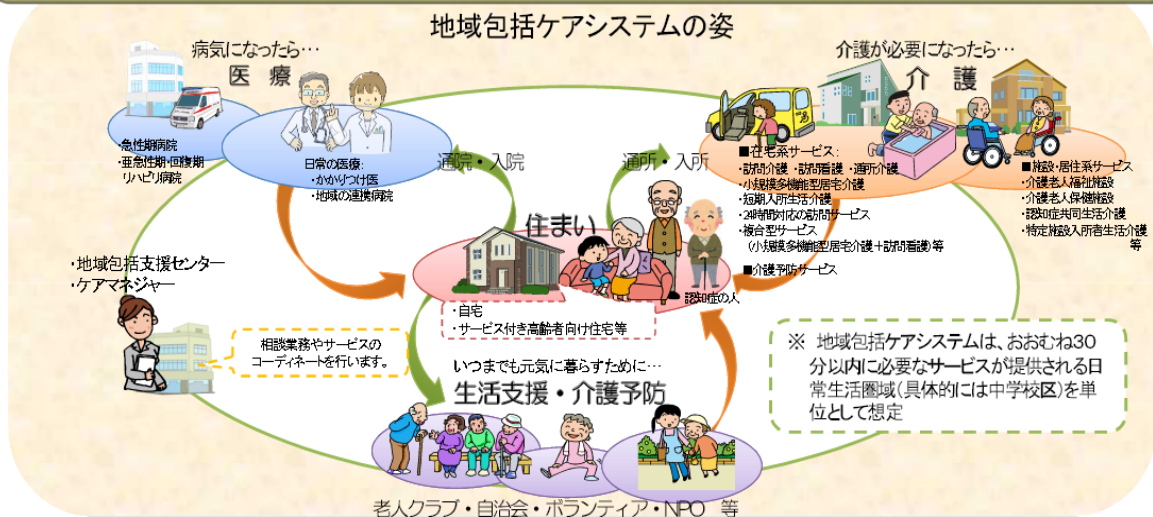 地域包括ケアシステムの姿
病気になったら…
医　療
・急性期病院
・亜急性期・回復期
リハビリ病院
日常の医療：
・かかりつけ医
・地域の連携病院
通院・入院
通所・入所
介護が必要になったら…
介　護
■在宅系サービス：
・訪問介護・訪問看護・通所介護
・小規模多機能型居宅介護
・短期入所生活介護
・24時間対応の訪問サービス
・複合型サービス
（小規模多機能型居宅介護＋訪問看護）等
■介護予防サービス
■施設・居住系サービス
・介護老人福祉施設
・介護老人保健施設
・認知症共同生活介護
・特定施設入所者生活介護
等
住まい
認知症の人
・自宅
・サービス付き高齢者向け住宅等
・地域包括支援センター
・ケアマネジャー
相談業務やサービスの
コーディネートを行います。
いつまでも元気に暮らすために…
生活支援・介護予防
老人クラブ・自治会・ボランティア・NPO　等
※　地域包括ケアシステムは、おおむね30
分以内に必要なサービスが提供される日
常生活圏域（具体的には中学校区）を単
位として想定